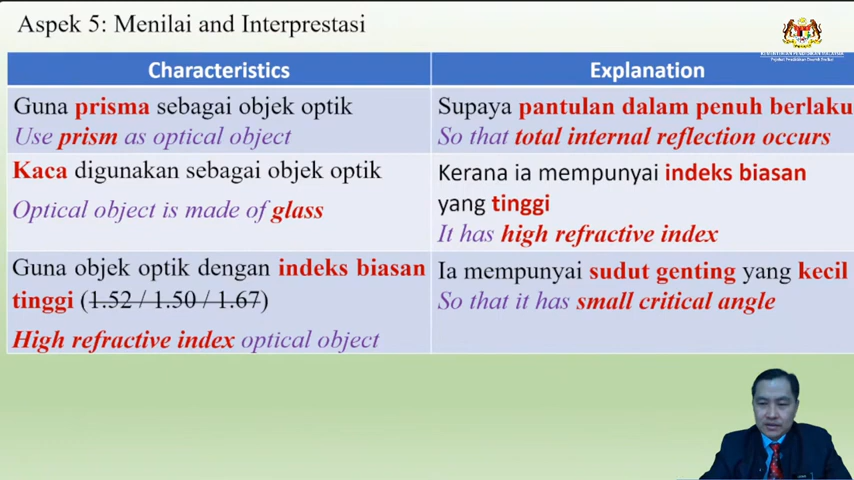 Aspek 5: Menilai and Interprestasi
Characteristics
Explanation
Guna prisma sebagai objek optik
Use prism as optical object
Supaya pantulan dalam penuh berlaku
So that total internal reflection occurs
Kaca digunakan sebagai objek optik
Optical object is made of glass
Kerana ia mempunyai indeks biasan
yang tinggi
It has high refractive index
Guna objek optik dengan indeks biasan
tinggi (1.52 / 1.50 / 1.67)
High refractive index optical object
Ia mempunyai sudut genting yang kecil
So that it has small critical angle